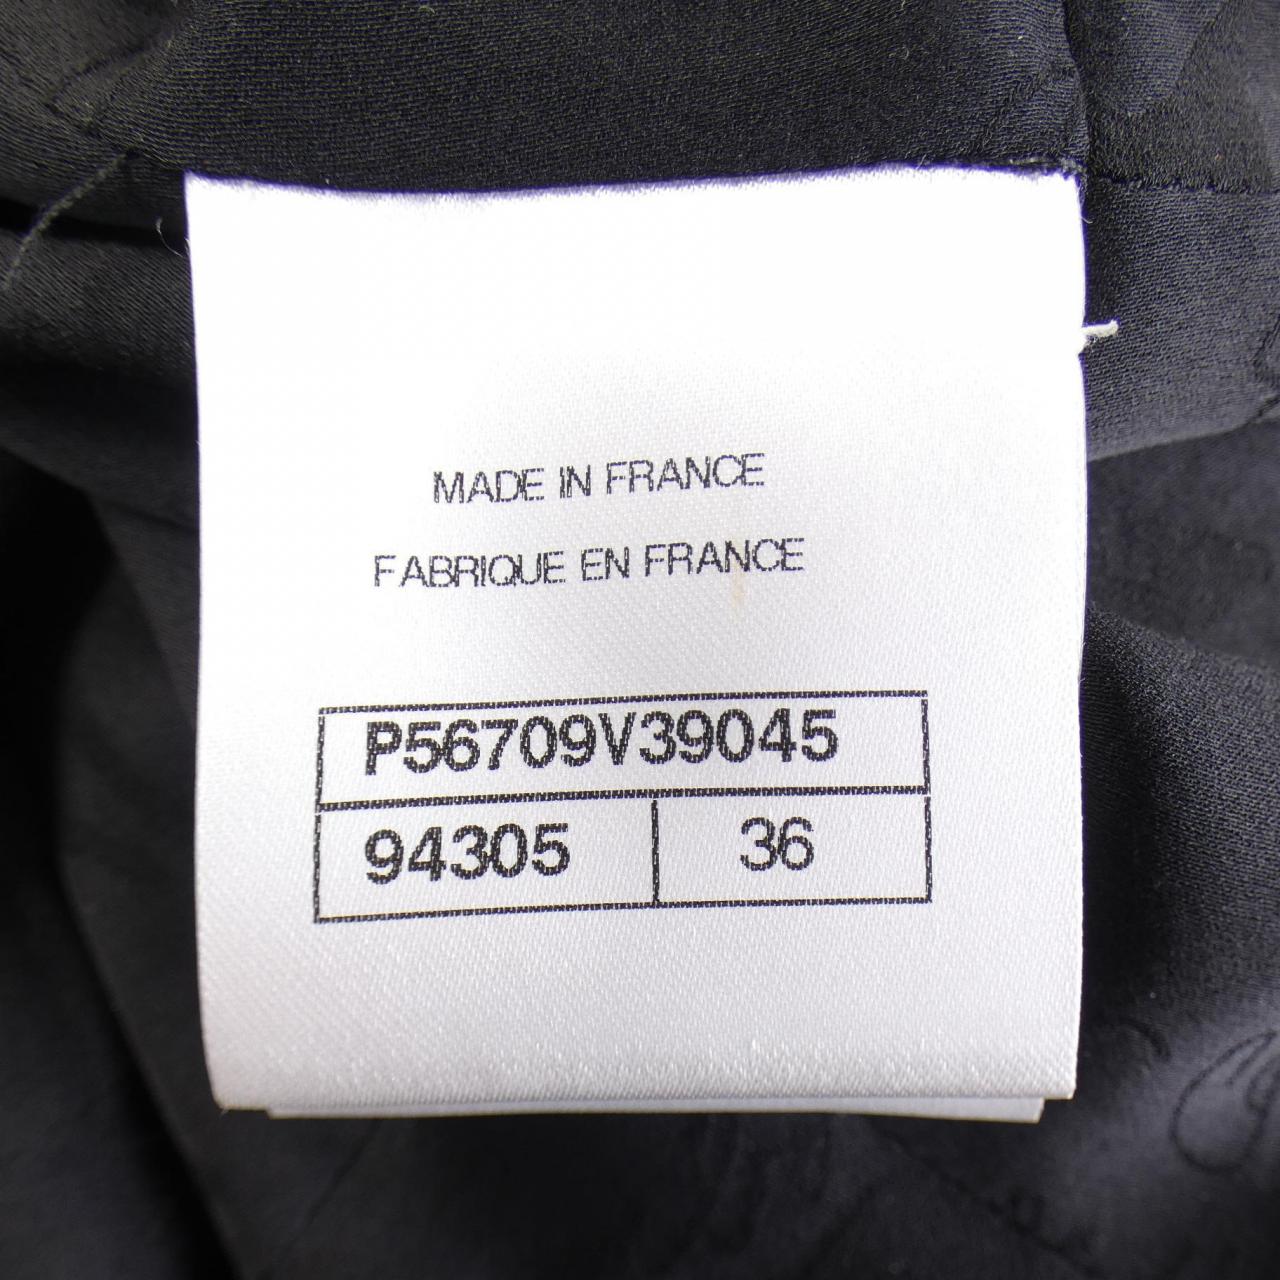 MADE IN FRANCE
FABRIQUE EN FRANCE
P56709V39045
94305 36